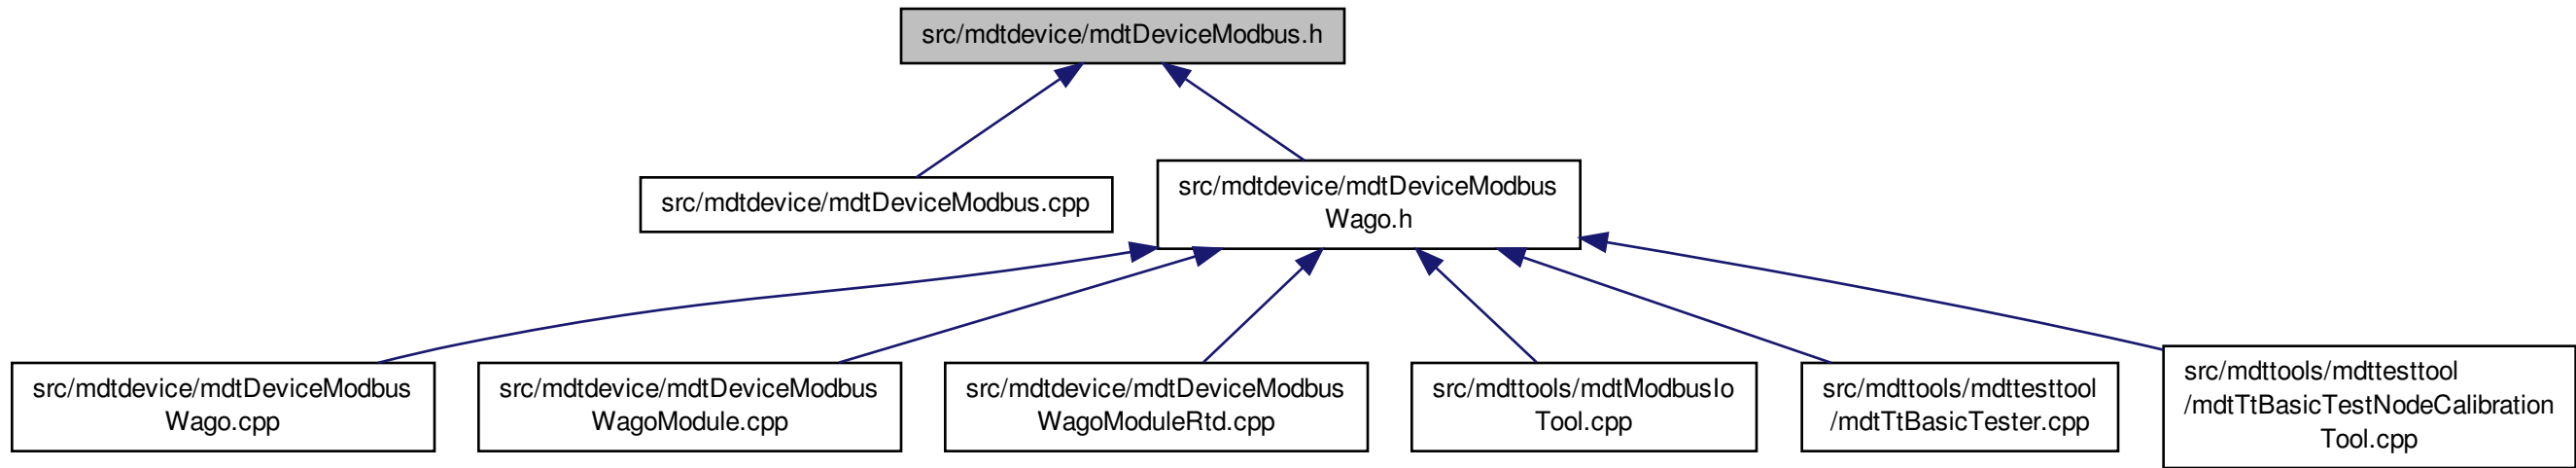 src/mdtdevice/mdtDeviceModbus.h
src/mdtdevice/mdtDeviceModbus.cpp
src/mdtdevice/mdtDeviceModbus
Wago.h
src/mdtdevice/mdtDeviceModbus
Wago.cpp
src/mdtdevice/mdtDeviceModbus
WagoModule.cpp
src/mdtdevice/mdtDeviceModbus
WagoModuleRtd.cpp
src/mdttools/mdtModbusIo
Tool.cpp
src/mdttools/mdttesttool
/mdtTtBasicTester.cpp
src/mdttools/mdttesttool
/mdtTtBasicTestNodeCalibration
Tool.cpp